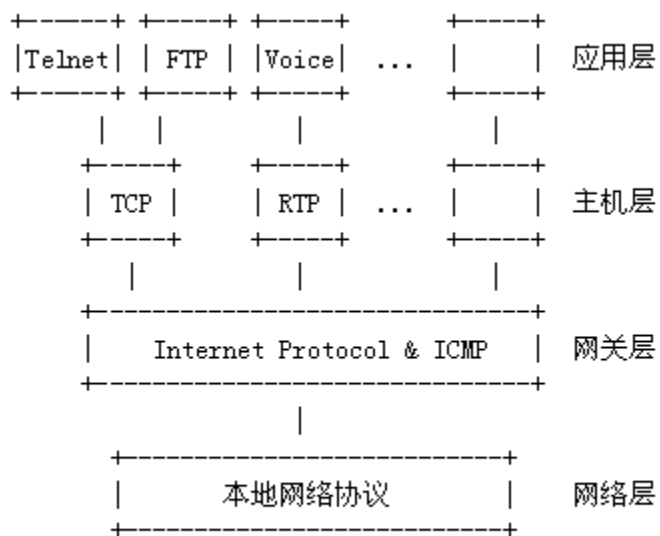 Telnet FTP Voice ... 应用层
TCP RTP ... 主机层
Internet Protocol & ICMP 网关层
本地网络协议 网络层